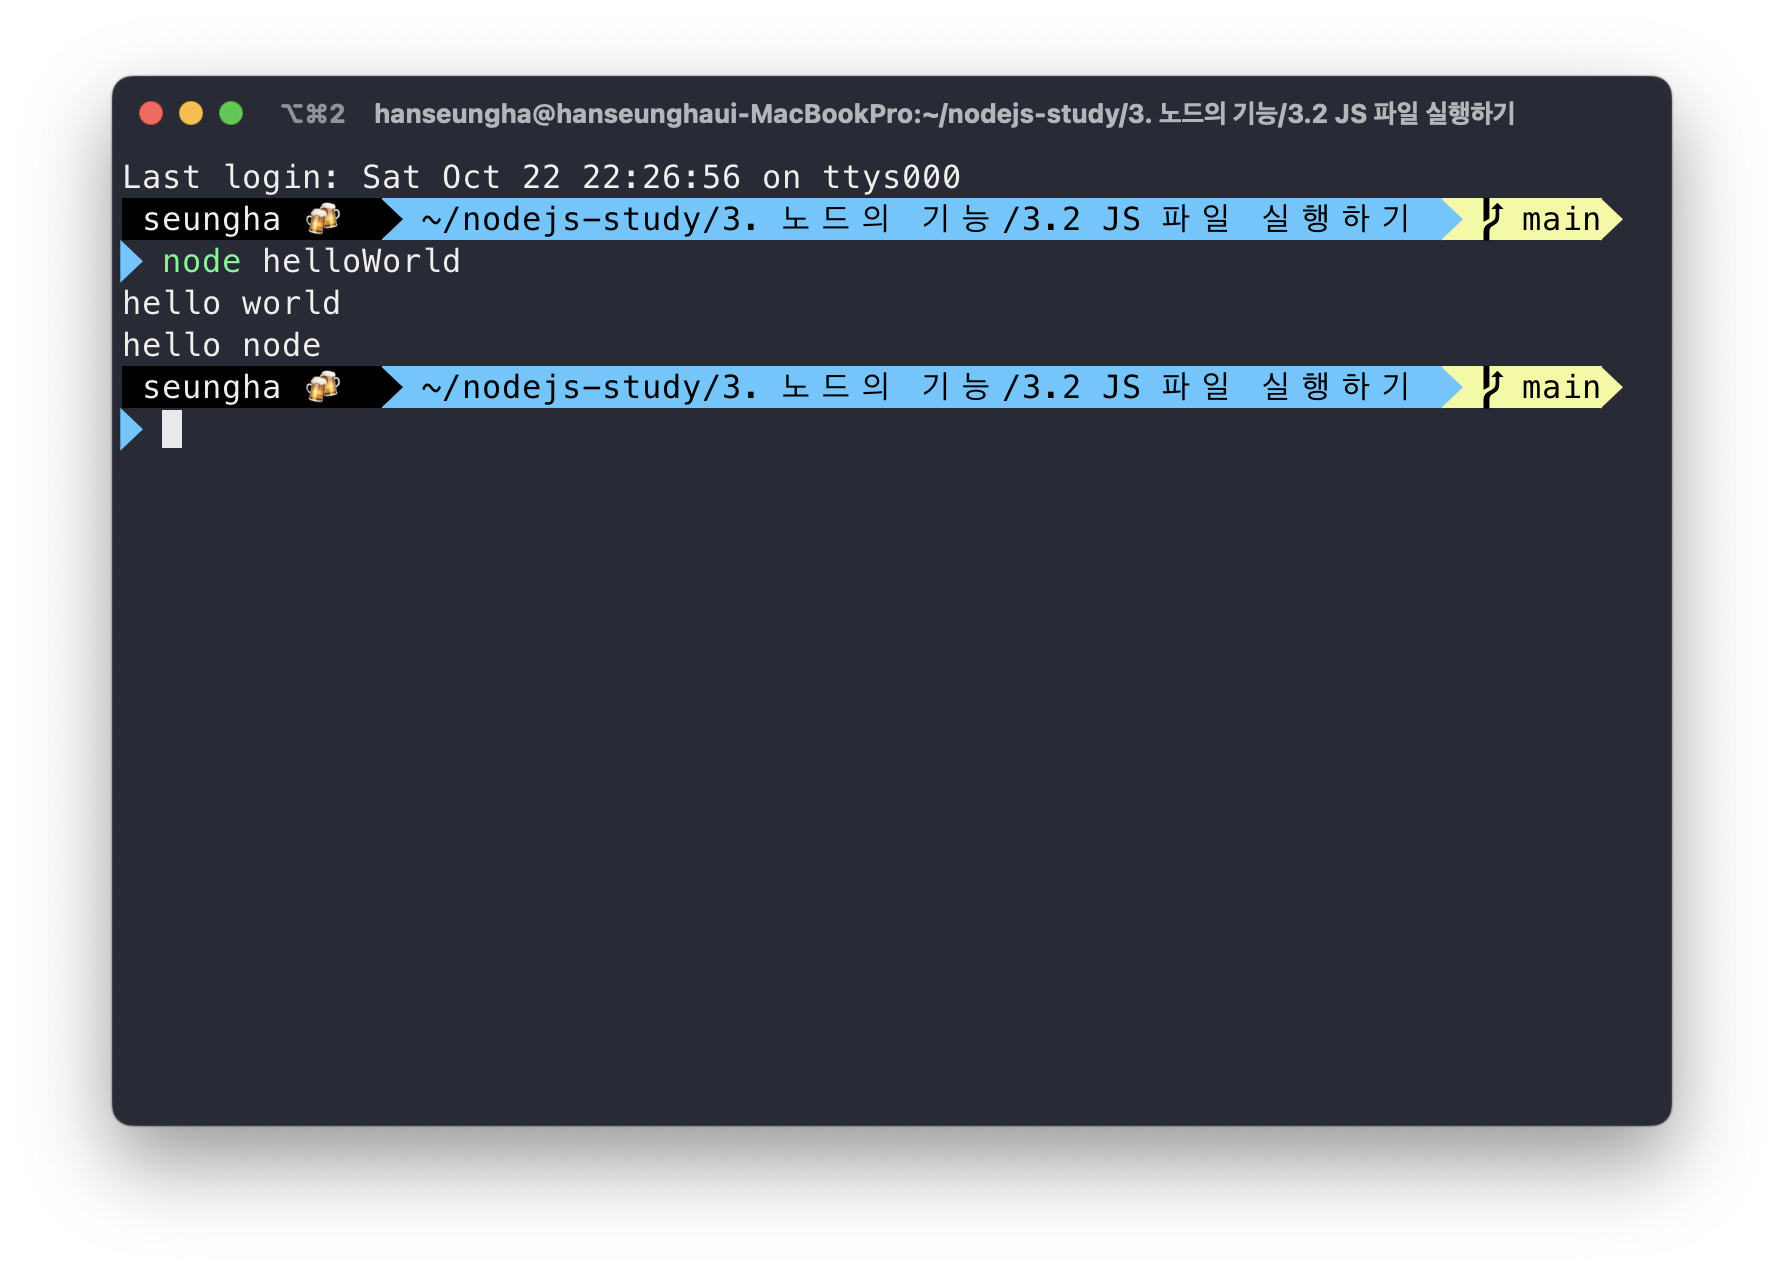 ⌥⌘2 hanseungha@hanseunghaui-MacBookPro:~/nodejs-study/3. 노드의 기능/3.2 JS 파일 실행하기
Last login: Sat Oct 22 22:26:56 on ttys000
seungha 🍻 ~/nodejs-study/3. 노드의 기능/3.2 JS 파일 실행하기 main
node helloWorld
hello world
hello node
seungha 🍻 ~/nodejs-study/3. 노드의 기능/3.2 JS 파일 실행하기 main